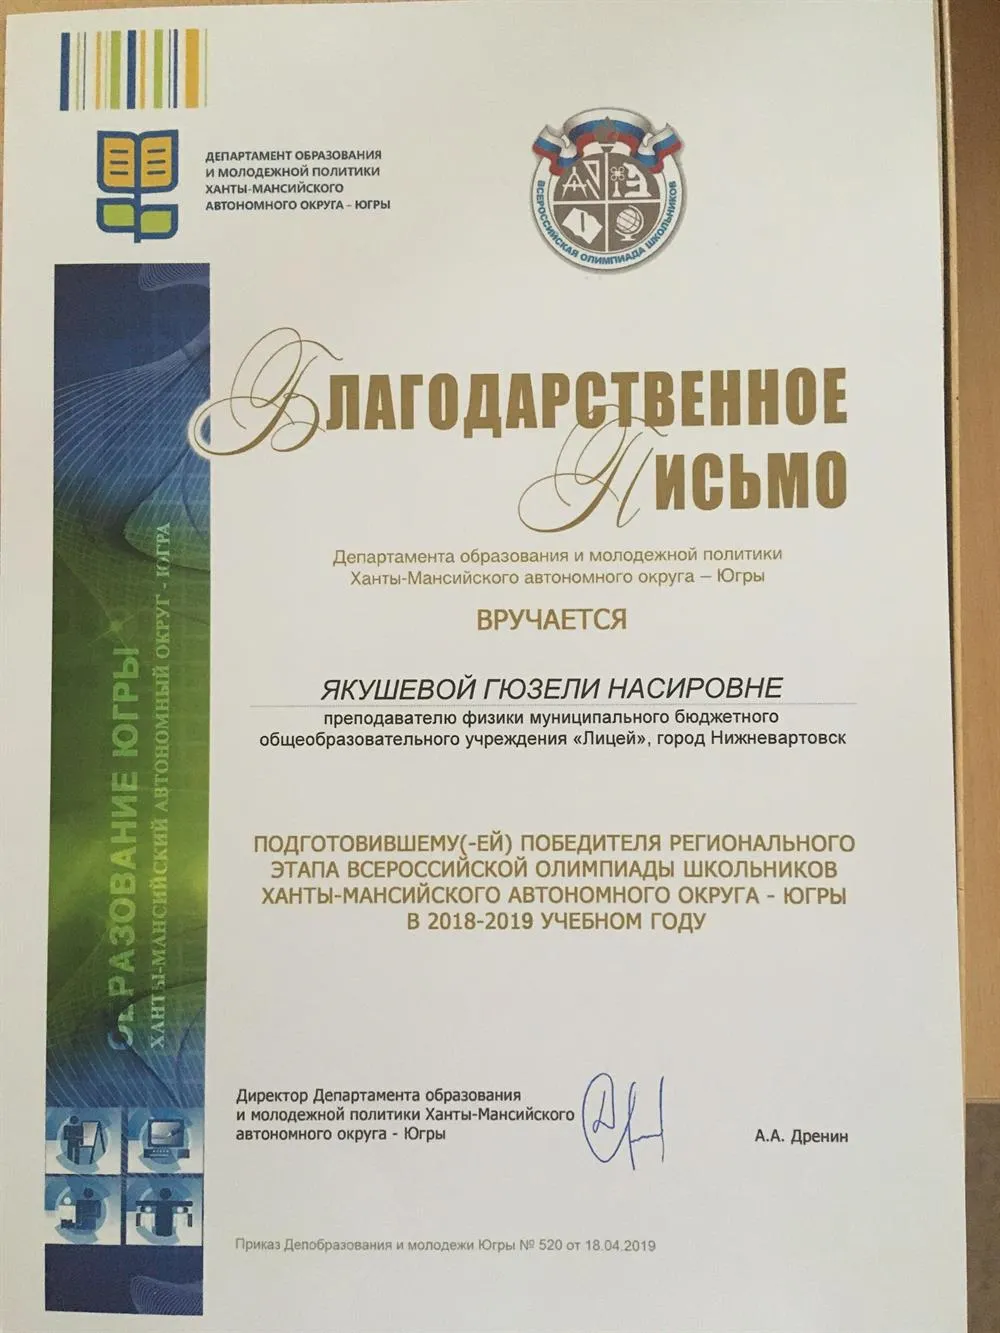 ДЕПАРТАМЕНТ ОБРАЗОВАНИЯ
И МОЛОДЕЖНОЙ ПОЛИТИКИ
ХАНТЫ-МАНСИЙСКОГО
АВТОНОМНОГО ОКРУГА – ЮГРЫ
ВСЕРОССИЙСКАЯ ОЛИМПИАДА ШКОЛЬНИКОВ
БЛАГОДАРСТВЕННОЕ
ПИСЬМО
Департамента образования и молодежной политики
Ханты-Мансийского автономного округа – Югры
ВРУЧАЕТСЯ
ЯКУШЕВОЙ ГЮЗЕЛИ НАСИРОВНЕ
преподавателю физики муниципального бюджетного
общеобразовательного учреждения «Лицей», город Нижневартовск
ПОДГОТОВИВШЕМУ(-ЕЙ) ПОБЕДИТЕЛЯ РЕГИОНАЛЬНОГО
ЭТАПА ВСЕРОССИЙСКОЙ ОЛИМПИАДЫ ШКОЛЬНИКОВ
ХАНТЫ-МАНСИЙСКОГО АВТОНОМНОГО ОКРУГА - ЮГРЫ
В 2018-2019 УЧЕБНОМ ГОДУ
ОБРАЗОВАНИЕ ЮГРЫ
ХАНТЫ-МАНСИЙСКИЙ АВТОНОМНЫЙ ОКРУГ - ЮГРА
Директор Департамента образования
и молодежной политики Ханты-Мансийского
автономного округа - Югры
А.А. Дренин
Приказ Депобразования и молодежи Югры № 520 от 18.04.2019